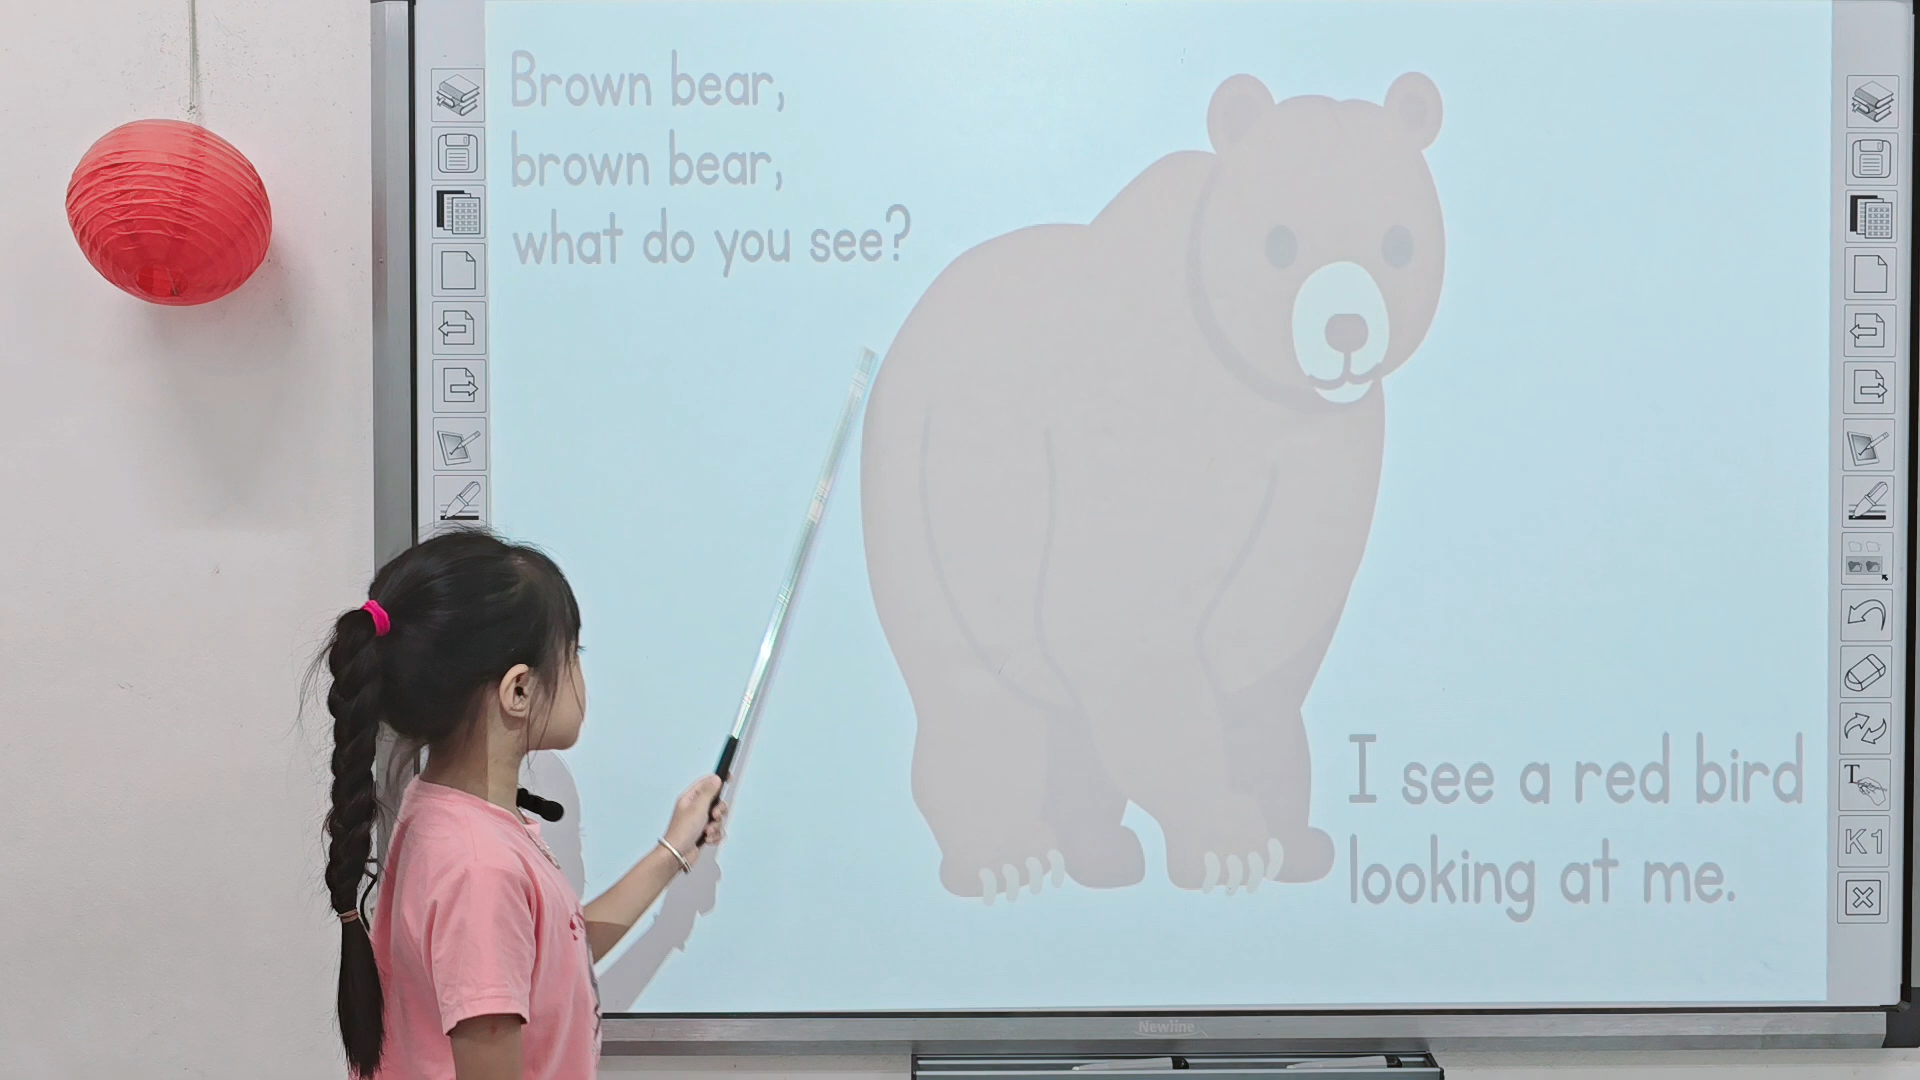 Brown bear,
brown bear,
what do you see?
I see a red bird
looking at me.
T
K1
Newline